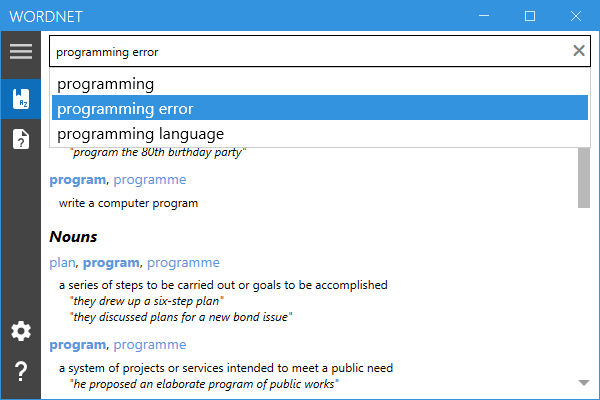 WORDNET
programming error
programming
programming error
programming language
"program the 80th birthday party"
program, programme
write a computer program
Nouns
plan, program, programme
a series of steps to be carried out or goals to be accomplished
"they drew up a six-step plan"
"they discussed plans for a new bond issue"
program, programme
a system of projects or services intended to meet a public need
"he proposed an elaborate program of public works"